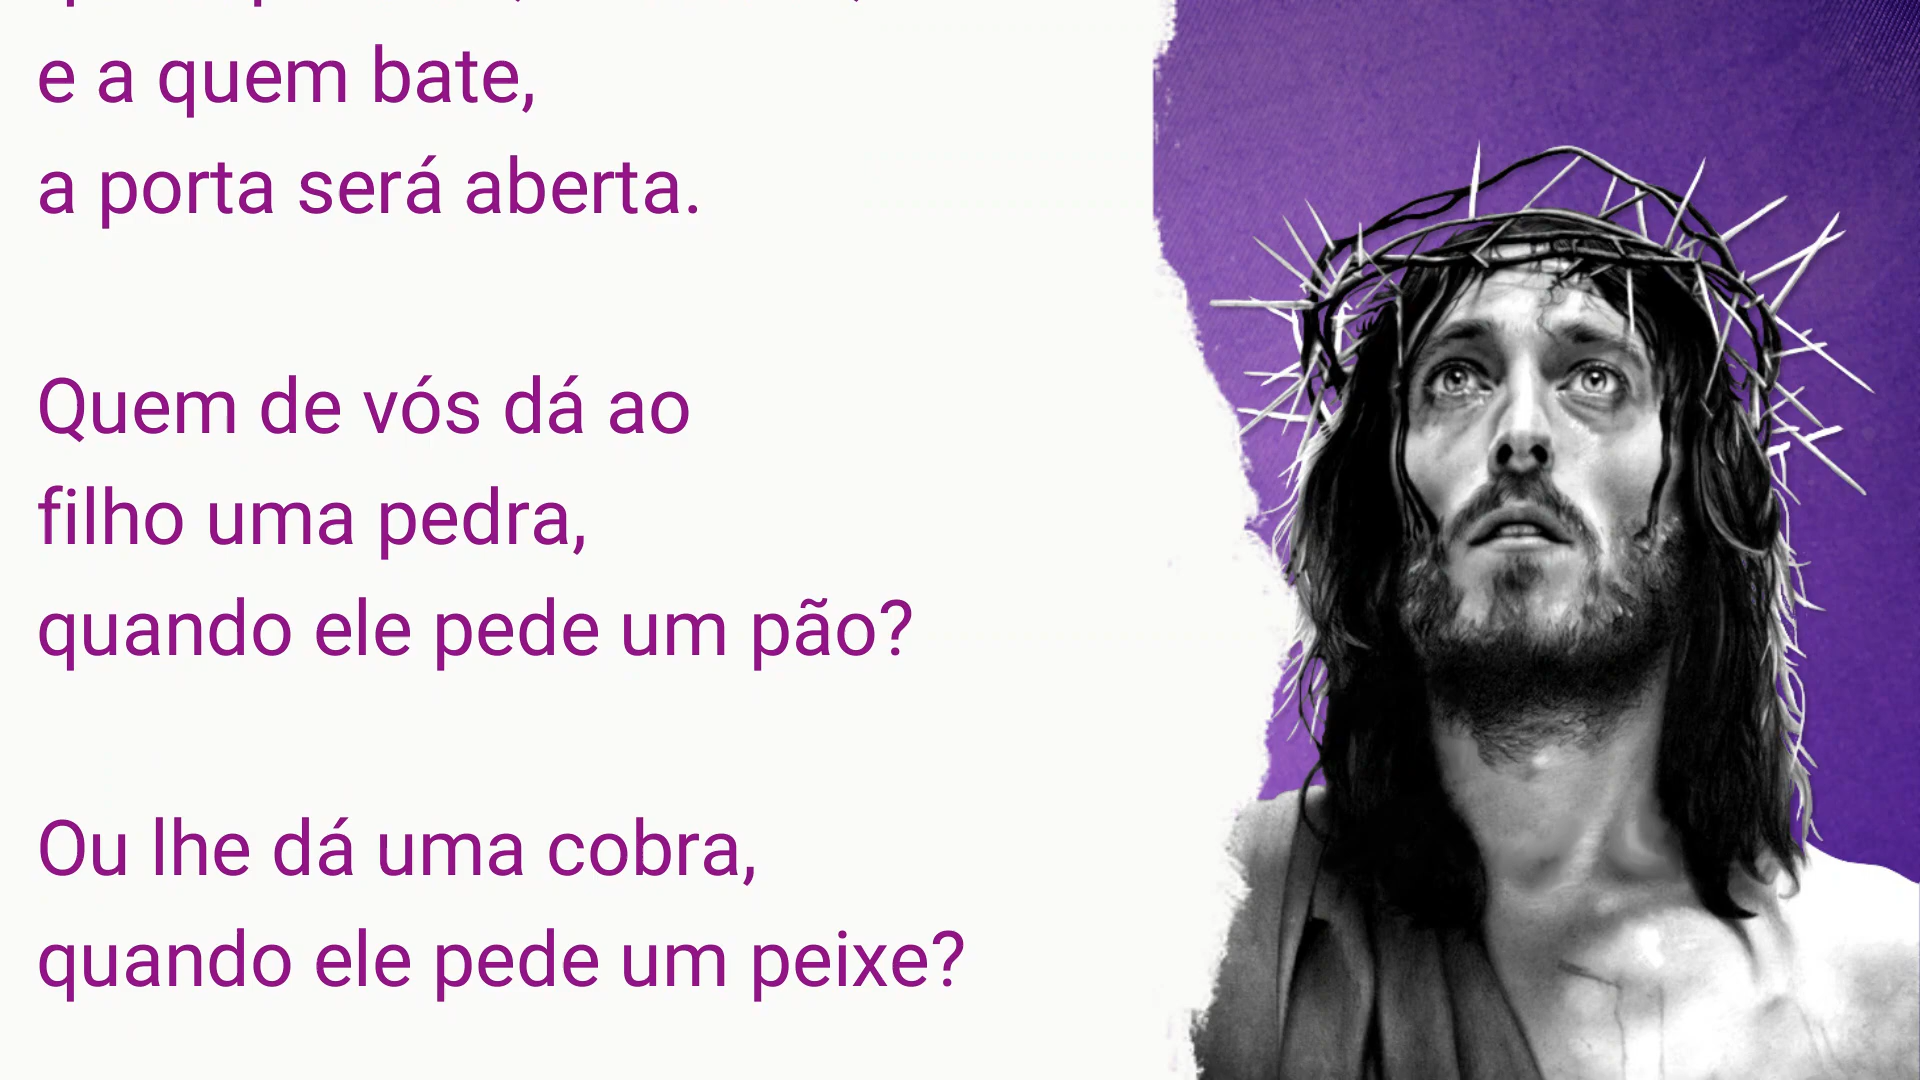 e a quem bate,
a porta será aberta.
Quem de vós dá ao
filho uma pedra,
quando ele pede um pão?
Ou lhe dá uma cobra,
quando ele pede um peixe?